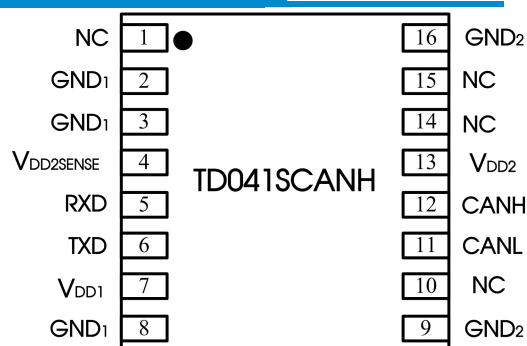 NC 1 16 GND2
GND1 2 15 NC
GND1 3 14 NC
VDD2SENSE 4 13 VDD2
TD041SCANH
RXD 5 12 CANH
TXD 6 11 CANL
VDD1 7 10 NC
GND1 8 9 GND2